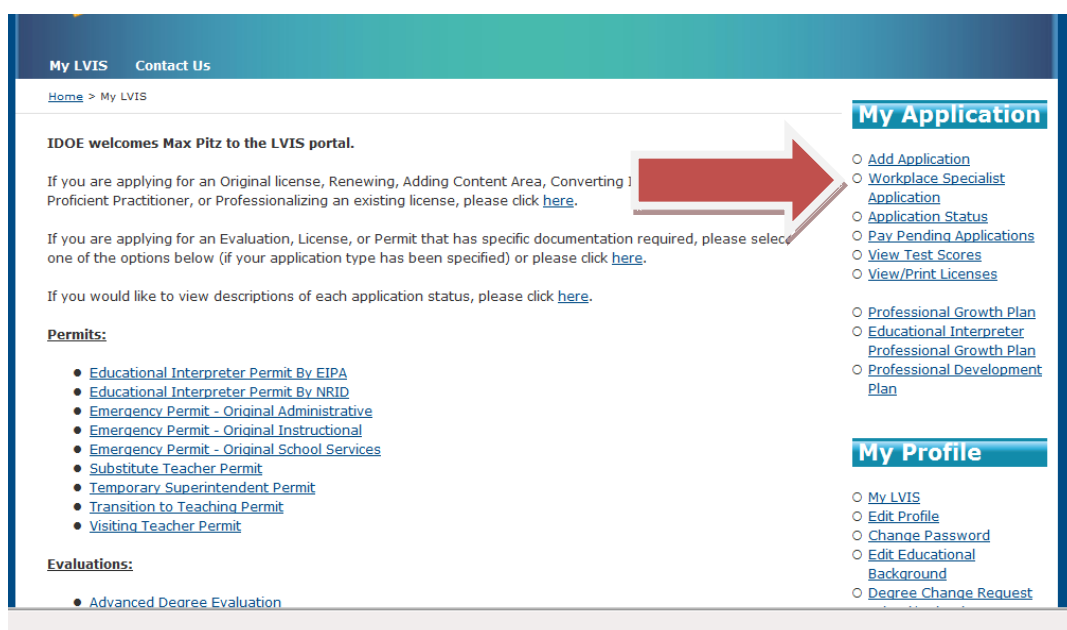 My LVIS Contact Us
Home > My LVIS
IDOE welcomes Max Pitz to the LVIS portal.
If you are applying for an Original license, Renewing, Adding Content Area, Converting
Proficient Practitioner, or Professionalizing an existing license, please click here.
If you are applying for an Evaluation, License, or Permit that has specific documentation required, please selec
one of the options below (if your application type has been specified) or please click here.
If you would like to view descriptions of each application status, please click here.
Permits:
Educational Interpreter Permit By EIPA
Educational Interpreter Permit By NRID
Emergency Permit - Original Administrative
Emergency Permit - Original Instructional
Emergency Permit - Original School Services
Substitute Teacher Permit
Temporary Superintendent Permit
Transition to Teaching Permit
Visiting Teacher Permit
Evaluations:
Advanced Degree Evaluation
My Application
Add Application
Workplace Specialist
Application
Application Status
Pay Pending Applications
View Test Scores
View/Print Licenses
Professional Growth Plan
Educational Interpreter
Professional Growth Plan
Professional Development
Plan
My Profile
My LVIS
Edit Profile
Change Password
Edit Educational
Background
Degree Change Request